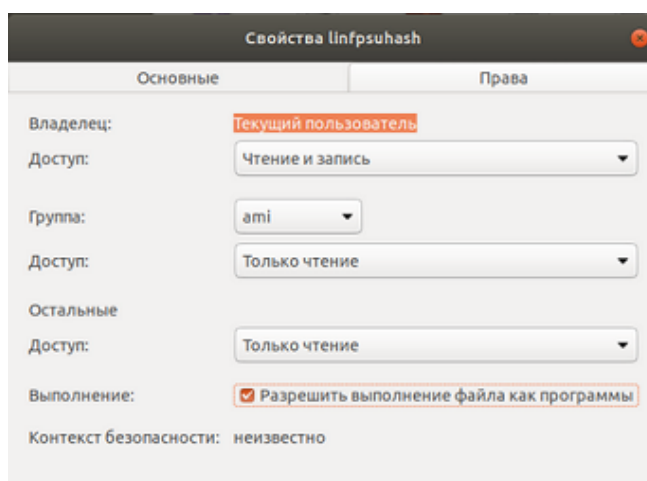 Свойства linfpsuhash
Основные
Права
Владелец: Текущий пользователь
Доступ: Чтение и запись
Группа: ami
Доступ: Только чтение
Остальные
Доступ: Только чтение
Выполнение: Разрешить выполнение файла как программы
Контекст безопасности: неизвестно